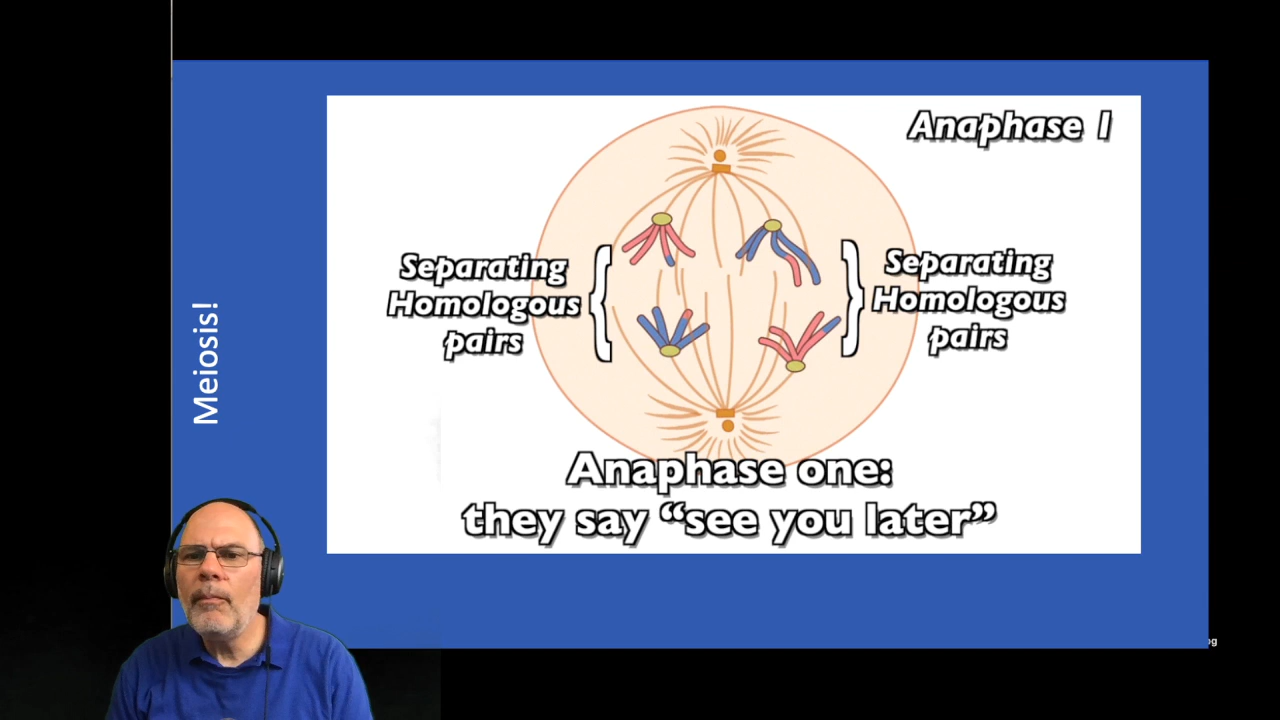 Anaphase I
Separating
Homologous
pairs
Separating
Homologous
pairs
Anaphase one:
they say “see you later”
Meiosis!